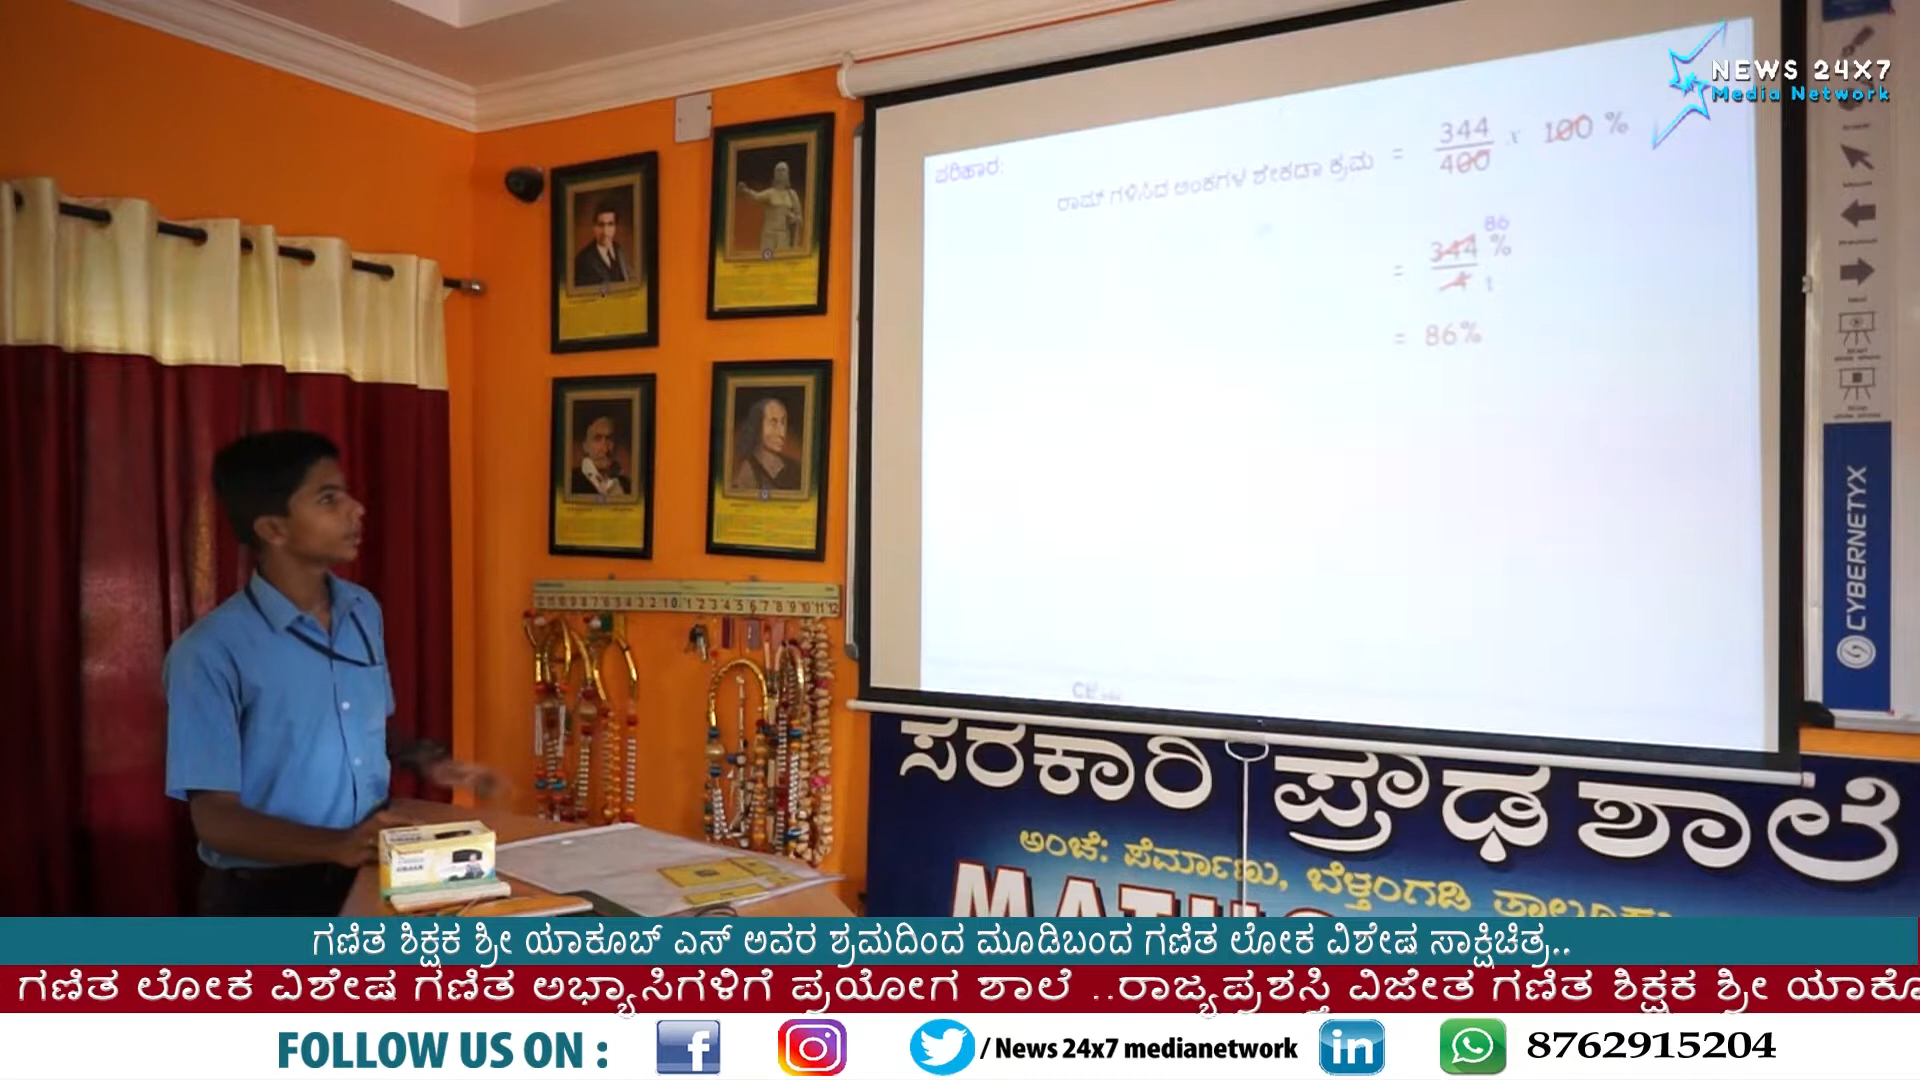 NEWS 24X7
Media Network
ಪರಿಹಾರ:
ರಾಮ್ ಗಳಿಸಿದ ಅಂಕಗಳ ಶೇಕಡಾ ಕ್ರಮ = 344/400 x 100 %
= 344/4 % 86 1
= 86%
CYBERNETYX
ಸರಕಾರಿ ಪ್ರೌಢ ಶಾಲೆ
ಅಂಚೆ: ಪೆರ್ಮಾಣು, ಬೆಳ್ತಂಗಡಿ
ಗಣಿತ ಶಿಕ್ಷಕ ಶ್ರೀ ಯಾಕೂಬ್ ಎಸ್ ಅವರ ಶ್ರಮದಿಂದ ಮೂಡಿಬಂದ ಗಣಿತ ಲೋಕ ವಿಶೇಷ ಸಾಕ್ಷಿಚಿತ್ರ..
ಗಣಿತ ಲೋಕ ವಿಶೇಷ ಗಣಿತ ಅಭ್ಯಾಸಿಗಳಿಗೆ ಪ್ರಯೋಗ ಶಾಲೆ ..ರಾಜ್ಯಪ್ರಶಸ್ತಿ ವಿಜೇತ ಗಣಿತ ಶಿಕ್ಷಕ ಶ್ರೀ ಯಾಕೂ
FOLLOW US ON : / News 24x7 medianetwork 8762915204